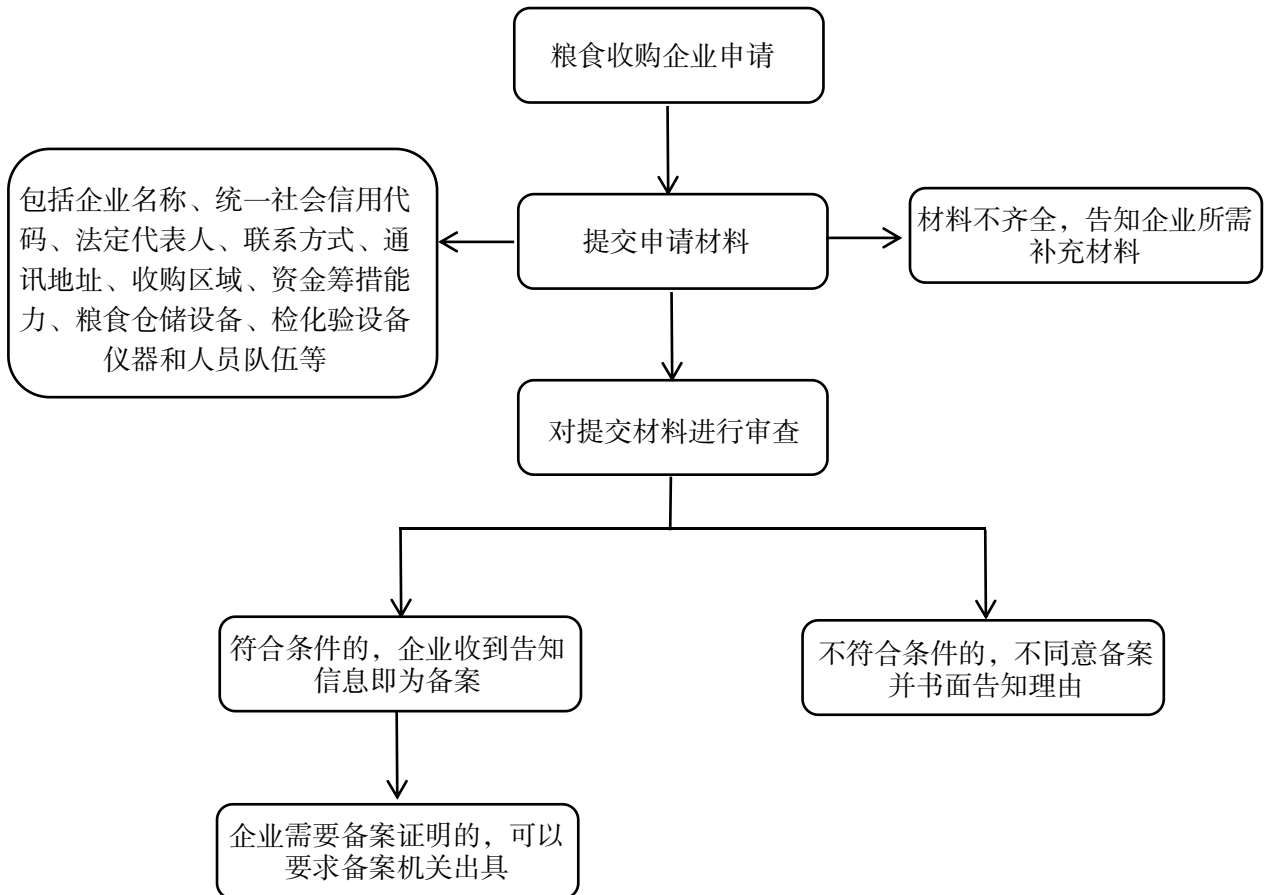 粮食收购企业申请
包括企业名称、统一社会信用代
码、法定代表人、联系方式、通
讯地址、收购区域、资金筹措能
力、粮食仓储设备、检化验设备
仪器和人员队伍等
提交申请材料
材料不齐全，告知企业所需
补充材料
对提交材料进行审查
符合条件的，企业收到告知
信息即为备案
不符合条件的，不同意备案
并书面告知理由
企业需要备案证明的，可以
要求备案机关出具